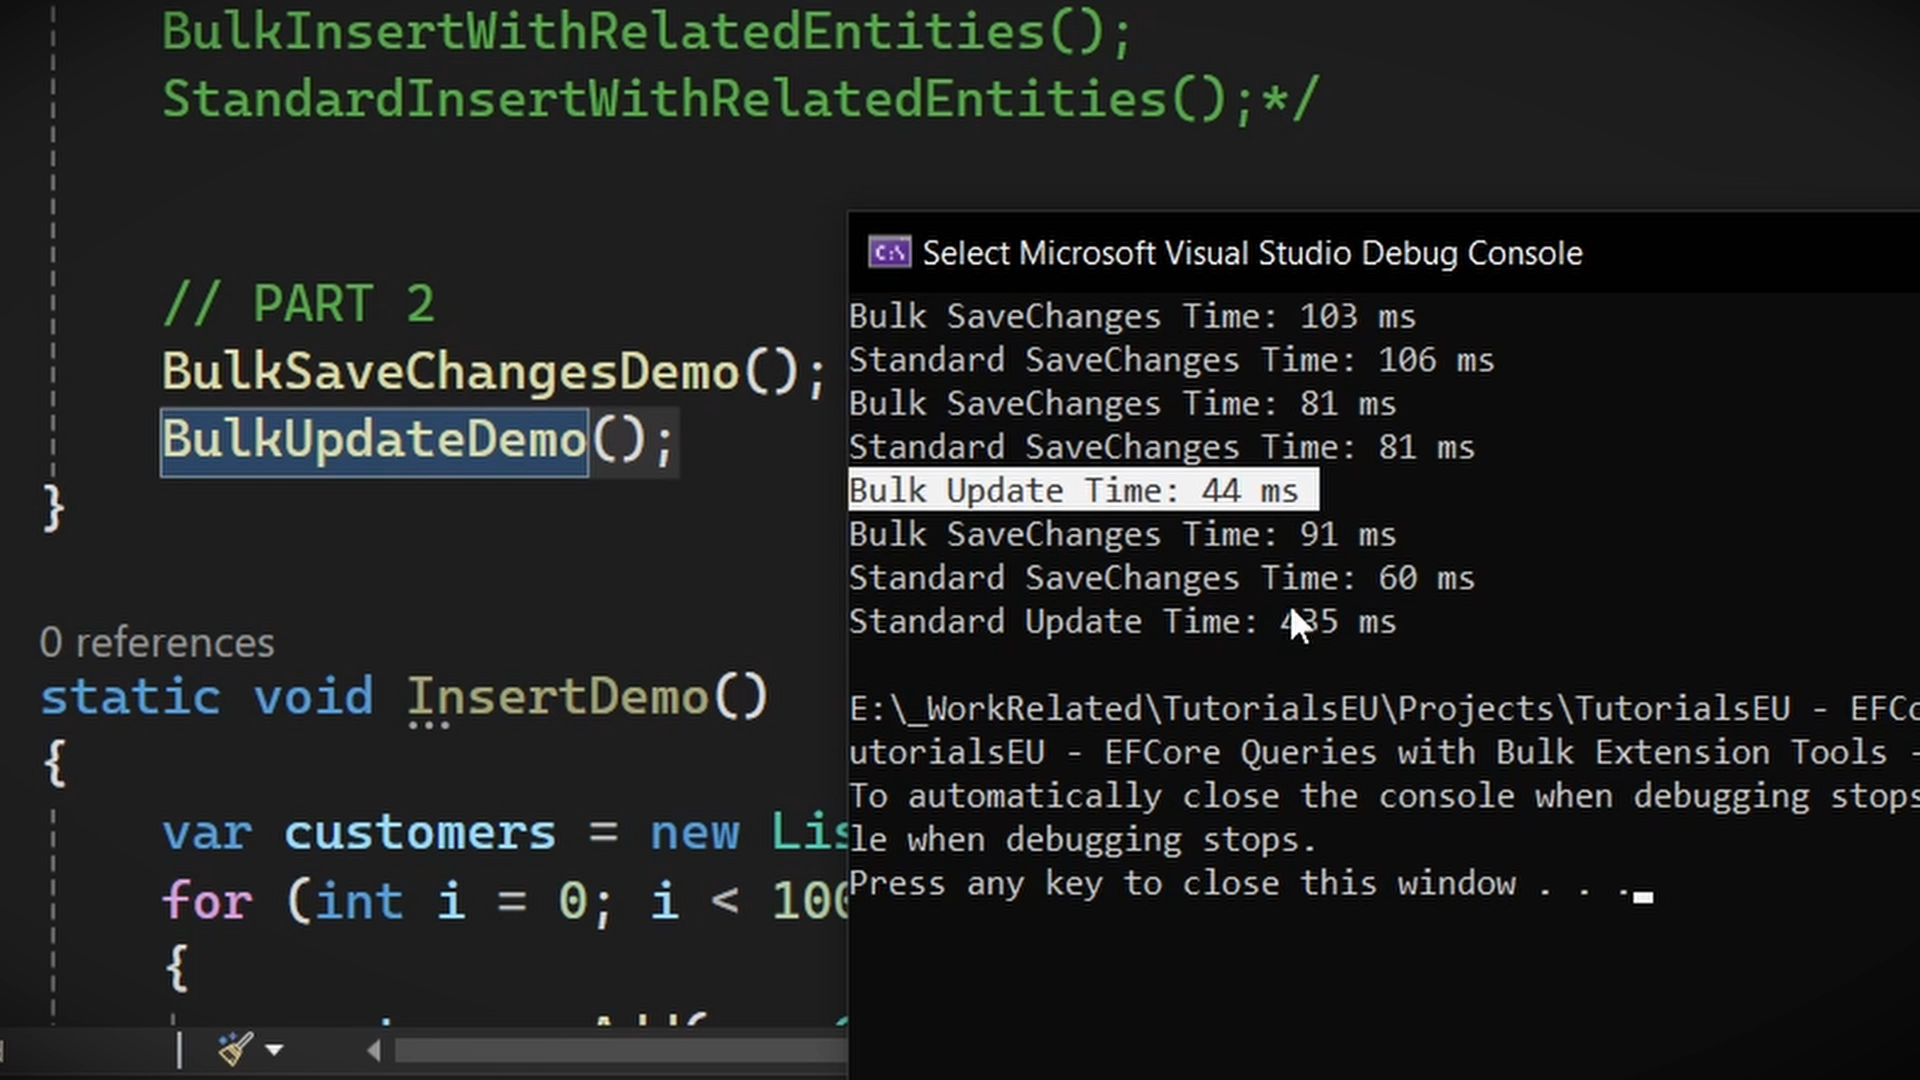 BulkInsertWithRelatedEntities();
StandardInsertWithRelatedEntities();*/
// PART 2
BulkSaveChangesDemo();
BulkUpdateDemo();
}
0 references
static void InsertDemo()
{
var customers = new Lis
for (int i = 0; i < 100
{
Select Microsoft Visual Studio Debug Console
Bulk SaveChanges Time: 103 ms
Standard SaveChanges Time: 106 ms
Bulk SaveChanges Time: 81 ms
Standard SaveChanges Time: 81 ms
Bulk Update Time: 44 ms
Bulk SaveChanges Time: 91 ms
Standard SaveChanges Time: 60 ms
Standard Update Time: 435 ms
E:\_WorkRelated\TutorialsEU\Projects\TutorialsEU - EFCo
utorialsEU - EFCore Queries with Bulk Extension Tools -
To automatically close the console when debugging stops
le when debugging stops.
Press any key to close this window . . .